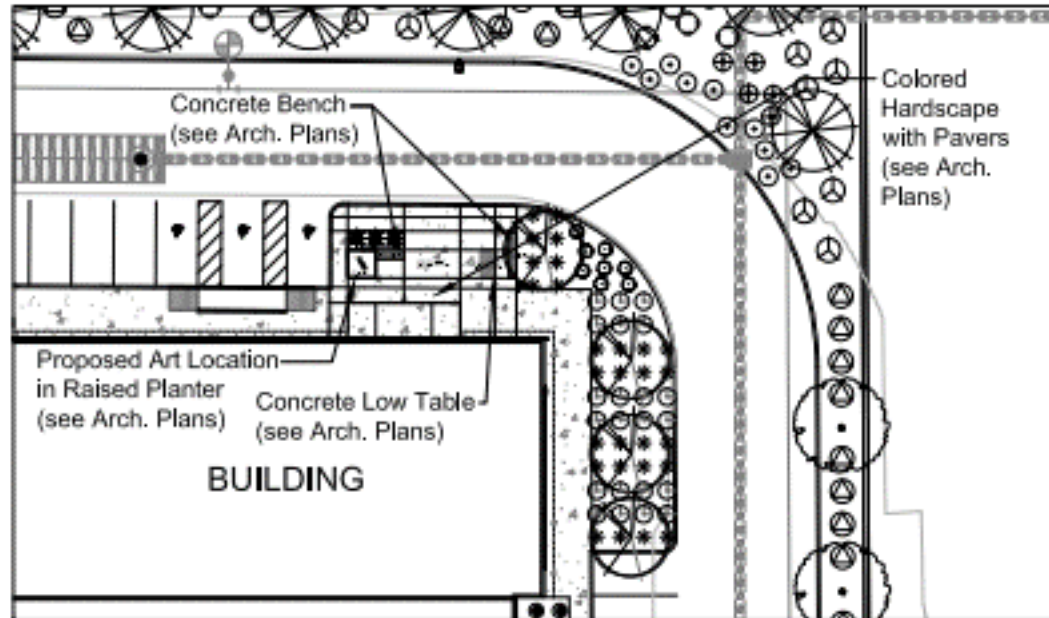 Concrete Bench
(see Arch. Plans)
Colored
Hardscape
with Pavers
(see Arch.
Plans)
Proposed Art Location
in Raised Planter
(see Arch. Plans)
Concrete Low Table
(see Arch. Plans)
BUILDING